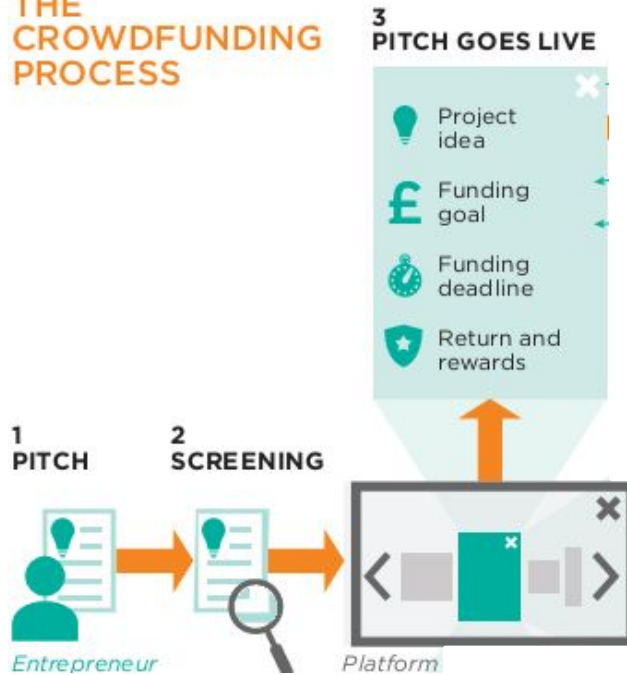 THE
CROWDFUNDING
PROCESS
3
PITCH GOES LIVE
Project
idea
£
Funding
goal
Funding
deadline
Return and
rewards
1
PITCH
2
SCREENING
Entrepreneur
Platform